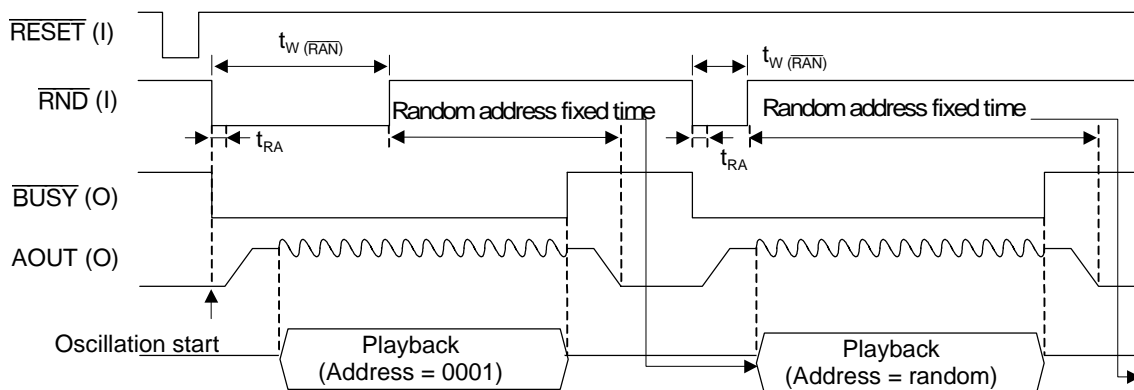 RESET (I)
tW (RAN)
tW (RAN)
RND (I)
Random address fixed time
Random address fixed time
tRA
tRA
BUSY (O)
AOUT (O)
Oscillation start
Playback
(Address = 0001)
Playback
(Address = random)